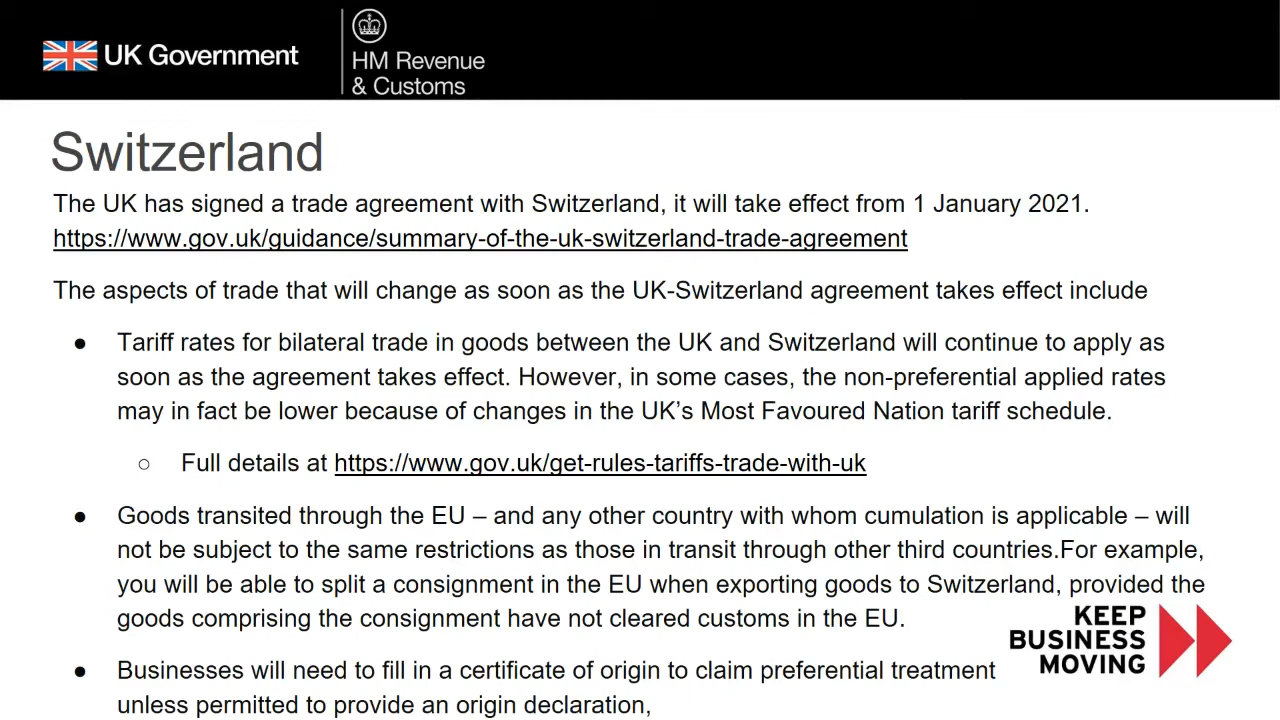 UK Government
HM Revenue
& Customs
Switzerland
The UK has signed a trade agreement with Switzerland, it will take effect from 1 January 2021.
https://www.gov.uk/guidance/summary-of-the-uk-switzerland-trade-agreement
The aspects of trade that will change as soon as the UK-Switzerland agreement takes effect include
● Tariff rates for bilateral trade in goods between the UK and Switzerland will continue to apply as
soon as the agreement takes effect. However, in some cases, the non-preferential applied rates
may in fact be lower because of changes in the UK’s Most Favoured Nation tariff schedule.
○ Full details at https://www.gov.uk/get-rules-tariffs-trade-with-uk
● Goods transited through the EU – and any other country with whom cumulation is applicable – will
not be subject to the same restrictions as those in transit through other third countries.For example,
you will be able to split a consignment in the EU when exporting goods to Switzerland, provided the
goods comprising the consignment have not cleared customs in the EU.
● Businesses will need to fill in a certificate of origin to claim preferential treatment
unless permitted to provide an origin declaration,
KEEP
BUSINESS
MOVING